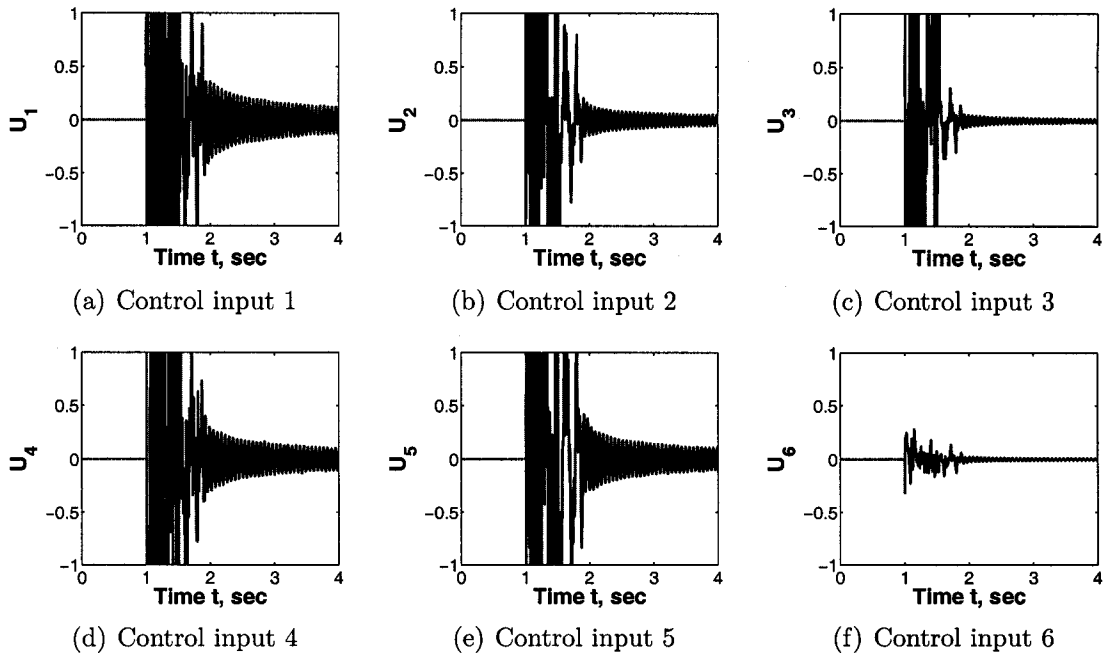 1
0.5
0
−0.5
−1
U1
0 1 2 3 4
Time t, sec
(a) Control input 1
1
0.5
0
−0.5
−1
U2
0 1 2 3 4
Time t, sec
(b) Control input 2
1
0.5
0
−0.5
−1
U3
0 1 2 3 4
Time t, sec
(c) Control input 3
1
0.5
0
−0.5
−1
U4
0 1 2 3 4
Time t, sec
(d) Control input 4
1
0.5
0
−0.5
−1
U5
0 1 2 3 4
Time t, sec
(e) Control input 5
1
0.5
0
−0.5
−1
U6
0 1 2 3 4
Time t, sec
(f) Control input 6